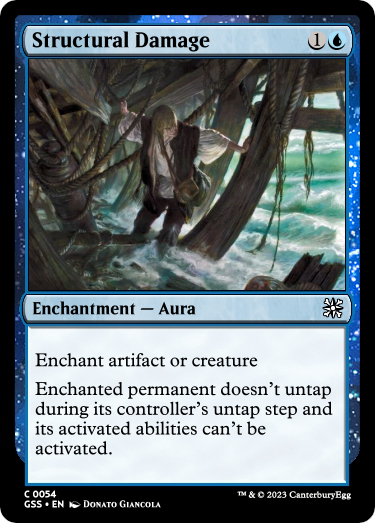 Structural Damage 1
Enchantment — Aura
Enchant artifact or creature
Enchanted permanent doesn't untap
during its controller's untap step and
its activated abilities can't be
activated.
C 0054
GSS • EN Donato Giancola
™ & © 2023 CanterburyEgg